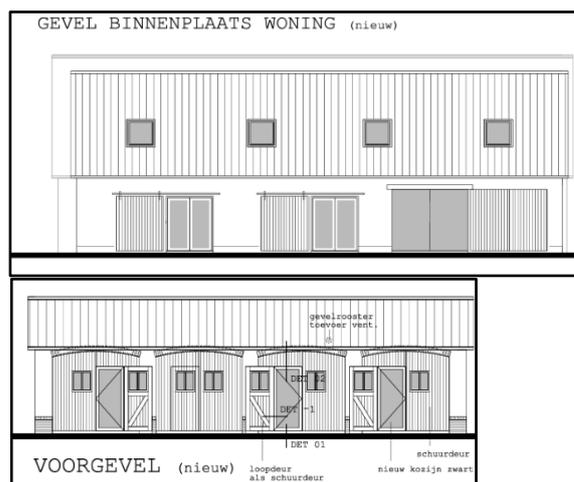 GEVEL BINNENPLAATS WONING (nieuw)
gevelrooster
toevoer vent.
DET 02
DET -1
DET 01
VOORGEVEL (nieuw)
loopdeur
als schuurdeur
schuurdeur
nieuw kozijn zwart